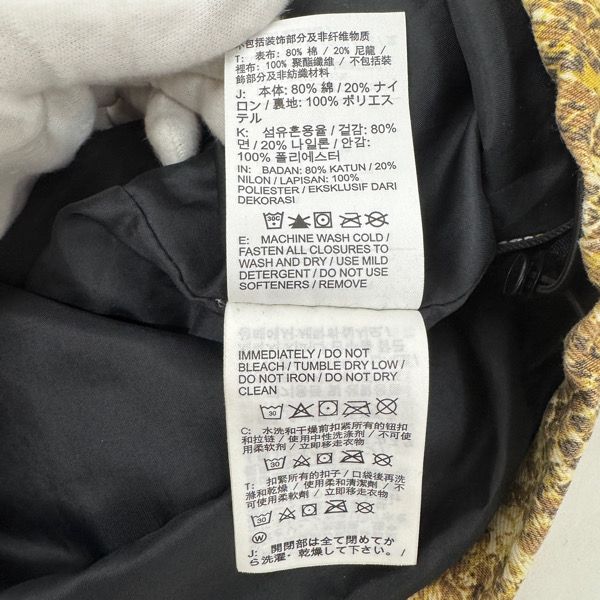 不包括装饰部分及非纤维物质
T: 表布: 80% 棉 / 20% 尼龍 /
裡布: 100% 聚酯纖維 / 不包括裝
飾部分及非紡織材料
J: 本体: 80% 綿 / 20% ナイ
ロン / 裏地: 100% ポリエス
テル
K: 섬유혼용율 / 겉감: 80%
면 / 20% 나일론 / 안감:
100% 폴리에스터
IN: BADAN: 80% KATUN / 20%
NILON / LAPISAN: 100%
POLIESTER / EKSKLUSIF DARI
DEKORASI
30C
E: MACHINE WASH COLD /
FASTEN ALL CLOSURES TO
WASH AND DRY / USE MILD
DETERGENT / DO NOT USE
SOFTENERS / REMOVE
IMMEDIATELY / DO NOT
BLEACH / TUMBLE DRY LOW /
DO NOT IRON / DO NOT DRY
CLEAN
30
C: 水洗和干燥前扣紧所有的钮扣
和拉链 / 使用中性洗涤剂 / 不可使
用柔软剂 / 立即移走衣物
30
T: 扣緊所有的扣子 / 口袋後再洗
滌和乾燥 / 使用柔和清潔劑 / 不可
使用柔軟劑 / 立即移走衣物
30
W
J: 開閉部は全て閉めてか
ら洗濯、乾燥して下さい。/